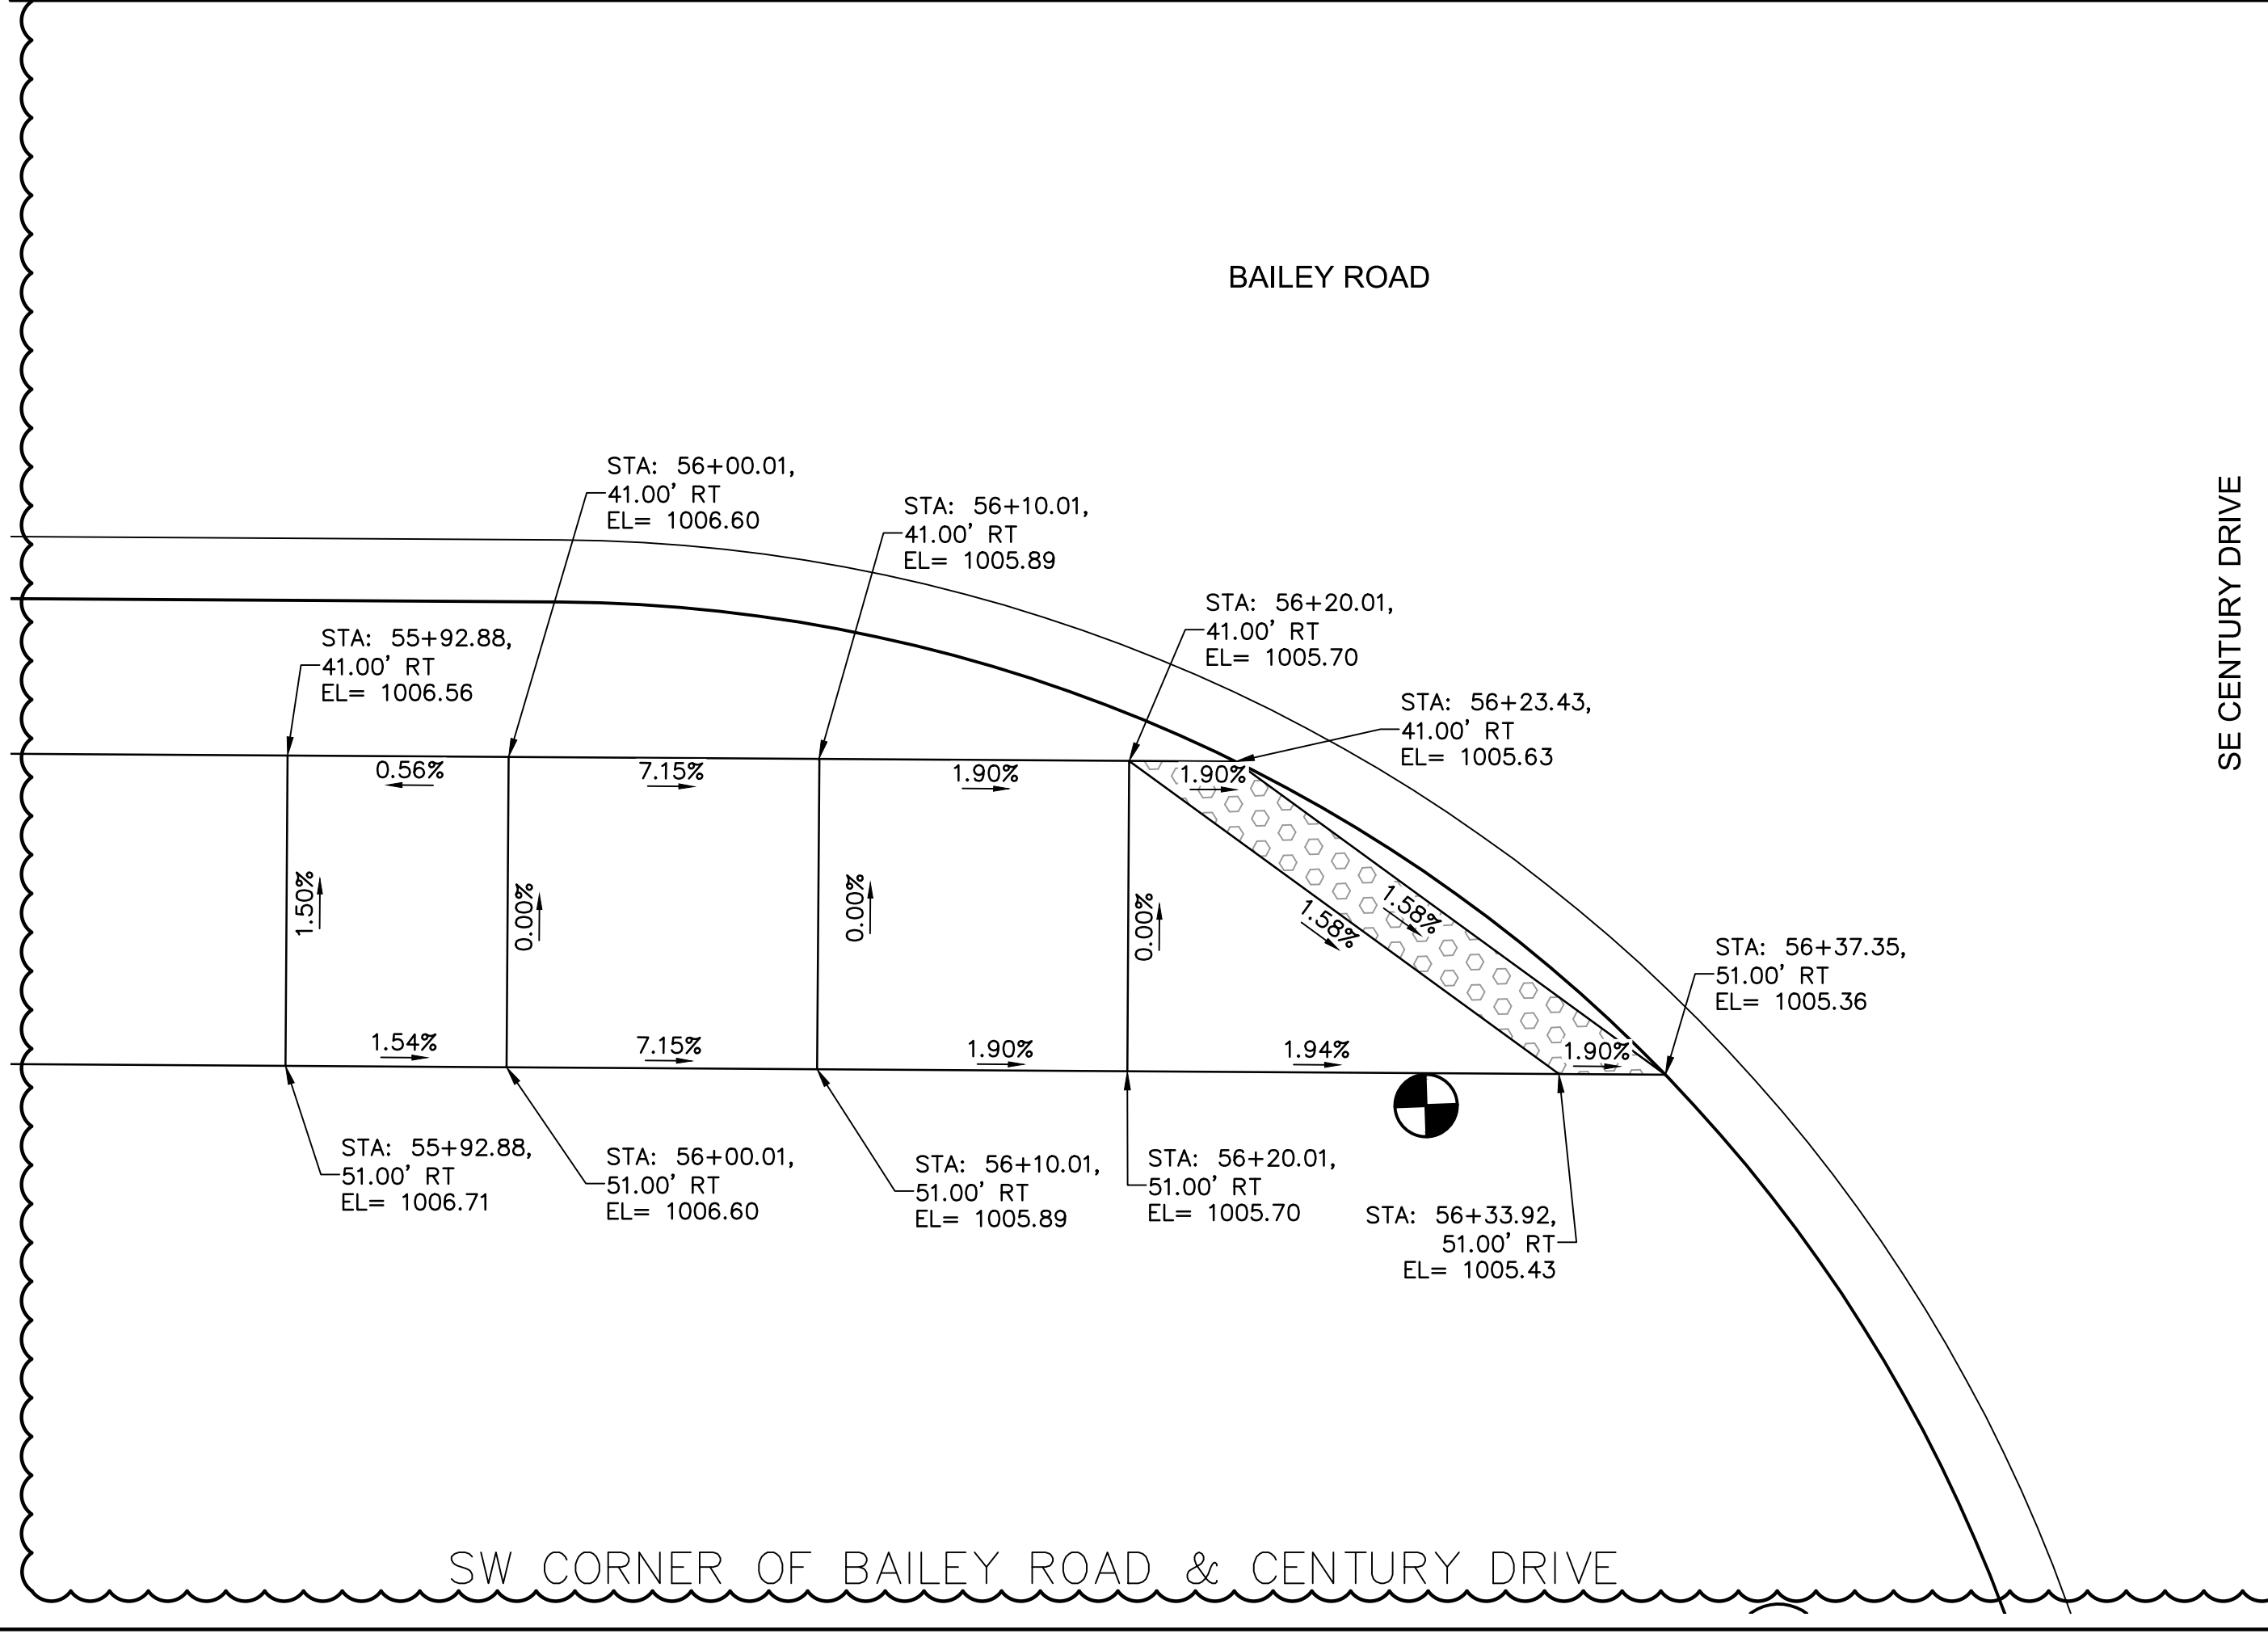 BAILEY ROAD
SE CENTURY DRIVE
STA: 56+00.01,
41.00' RT
EL= 1006.60
STA: 56+10.01,
41.00' RT
EL= 1005.89
STA: 56+20.01,
41.00' RT
EL= 1005.70
STA: 55+92.88,
41.00' RT
EL= 1006.56
STA: 56+23.43,
41.00' RT
EL= 1005.63
0.56%
7.15%
1.90%
1.90%
1.50%
0.00%
0.00%
0.00%
1.58%
1.58%
STA: 56+37.35,
51.00' RT
EL= 1005.36
1.54%
7.15%
1.90%
1.94%
1.90%
STA: 55+92.88,
51.00' RT
EL= 1006.71
STA: 56+00.01,
51.00' RT
EL= 1006.60
STA: 56+10.01,
51.00' RT
EL= 1005.89
STA: 56+20.01,
51.00' RT
EL= 1005.70
STA: 56+33.92,
51.00' RT
EL= 1005.43
SW CORNER OF BAILEY ROAD & CENTURY DRIVE